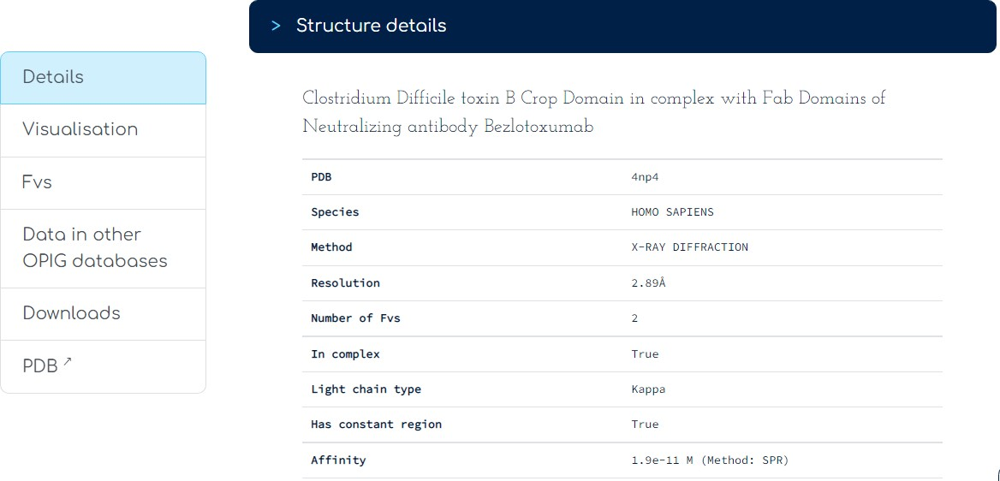 > Structure details
Details
Visualisation
Fvs
Data in other
OPIG databases
Downloads
PDB ↗
Clostridium Difficile toxin B Crop Domain in complex with Fab Domains of
Neutralizing antibody Bezlotoxumab
PDB 4np4
Species HOMO SAPIENS
Method X-RAY DIFFRACTION
Resolution 2.89Å
Number of Fvs 2
In complex True
Light chain type Kappa
Has constant region True
Affinity 1.9e-11 M (Method: SPR)